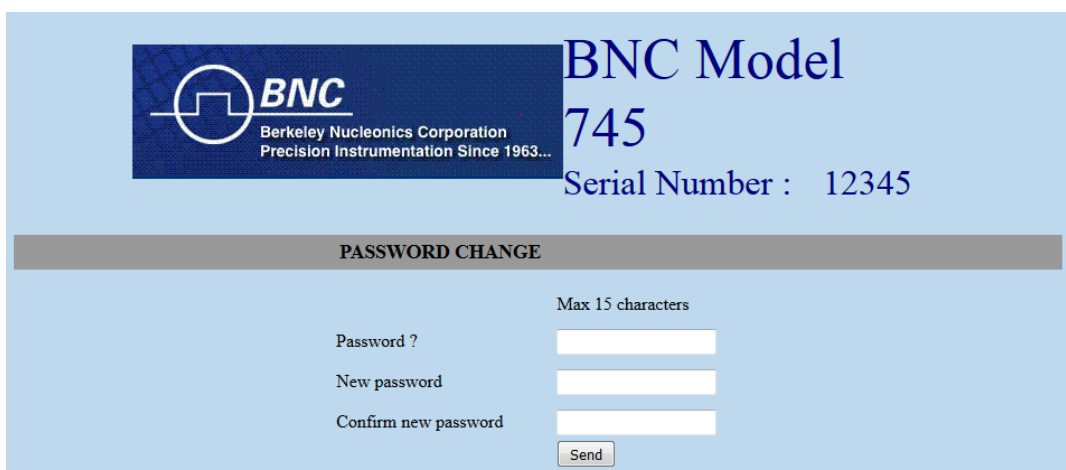 BNC
Berkeley Nucleonics Corporation
Precision Instrumentation Since 1963...
BNC Model
745
Serial Number : 12345
PASSWORD CHANGE
Max 15 characters
Password ?
New password
Confirm new password
Send